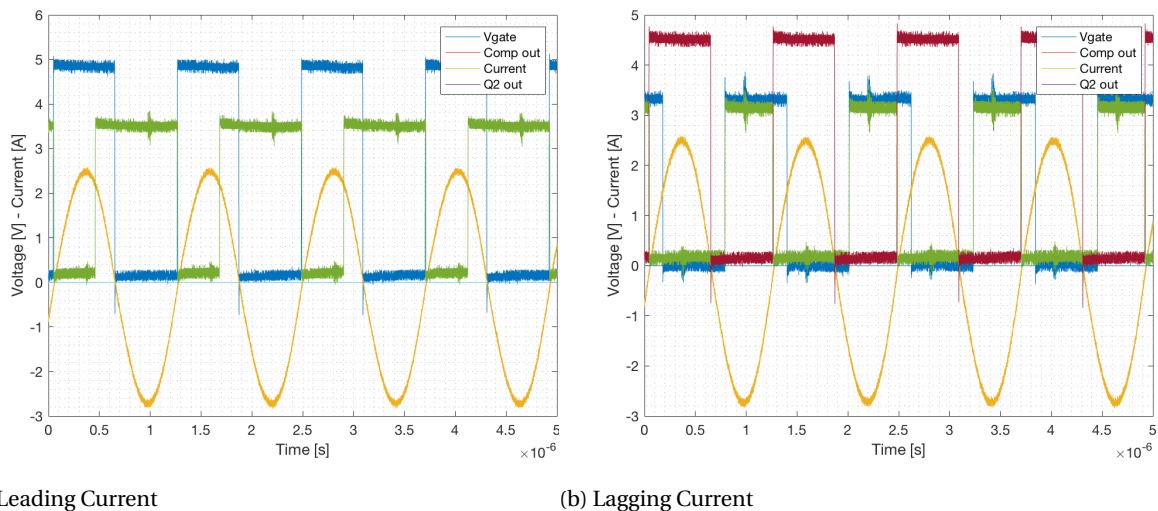 6
5
4
3
2
1
0
-1
-2
-3
Voltage [V] - Current [A]
0 0.5 1 1.5 2 2.5 3 3.5 4 4.5 5
Time [s]
×10⁻⁶
Vgate
Comp out
Current
Q2 out
Leading Current
5
4
3
2
1
0
-1
-2
-3
Voltage [V] - Current [A]
0 0.5 1 1.5 2 2.5 3 3.5 4 4.5 5
Time [s]
×10⁻⁶
Vgate
Comp out
Current
Q2 out
(b) Lagging Current